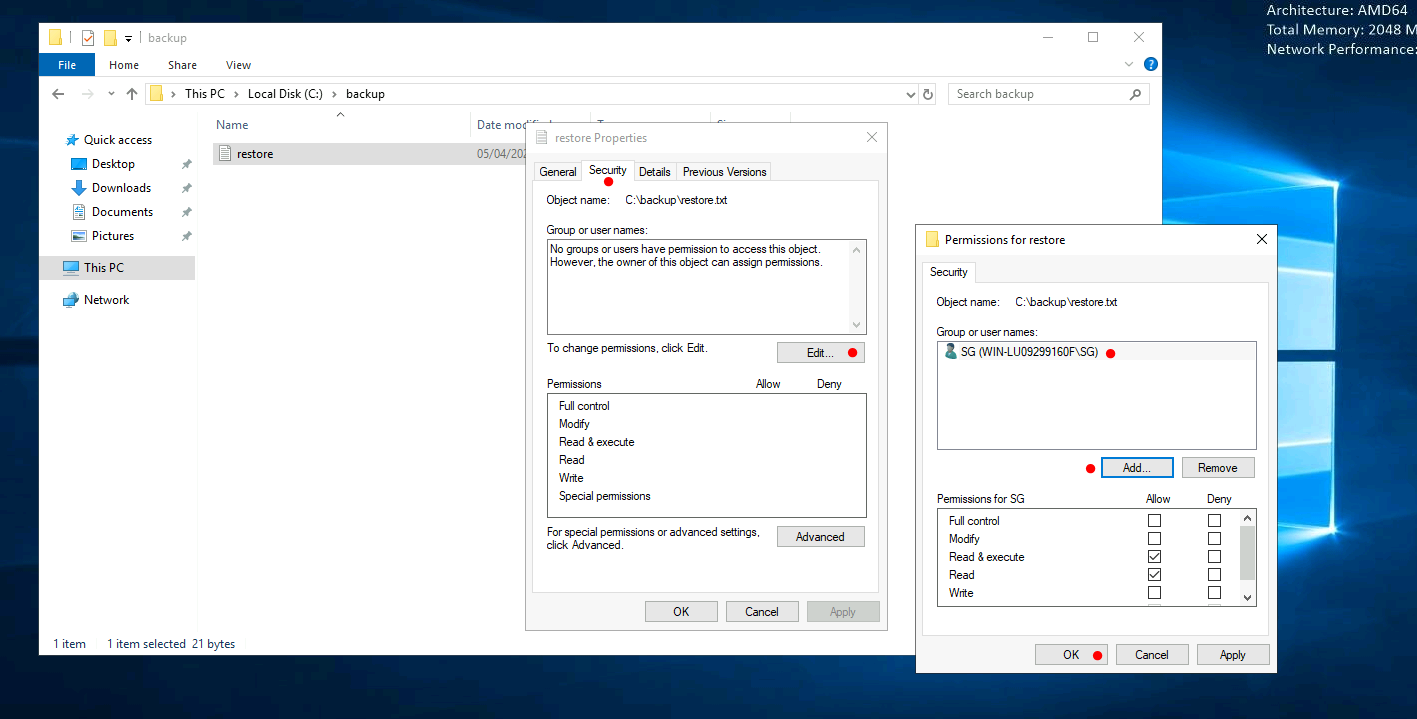 Architecture: AMD64
Total Memory: 2048 M
Network Performance:
backup
File Home Share View
This PC Local Disk (C:) backup
Search backup
Name Date modif
restore 05/04/202
Quick access
Desktop
Downloads
Documents
Pictures
This PC
Network
1 item 1 item selected 21 bytes
restore Properties
General Security Details Previous Versions
Object name: C:\backup\restore.txt
Group or user names:
No groups or users have permission to access this object.
However, the owner of this object can assign permissions.
To change permissions, click Edit.
Edit...
Permissions Allow Deny
Full control
Modify
Read & execute
Read
Write
Special permissions
For special permissions or advanced settings,
click Advanced.
Advanced
OK Cancel Apply
Permissions for restore
Security
Object name: C:\backup\restore.txt
Group or user names:
SG (WIN-LU09299160F\SG)
Add... Remove
Permissions for SG Allow Deny
Full control
Modify
Read & execute
Read
Write
OK Cancel Apply